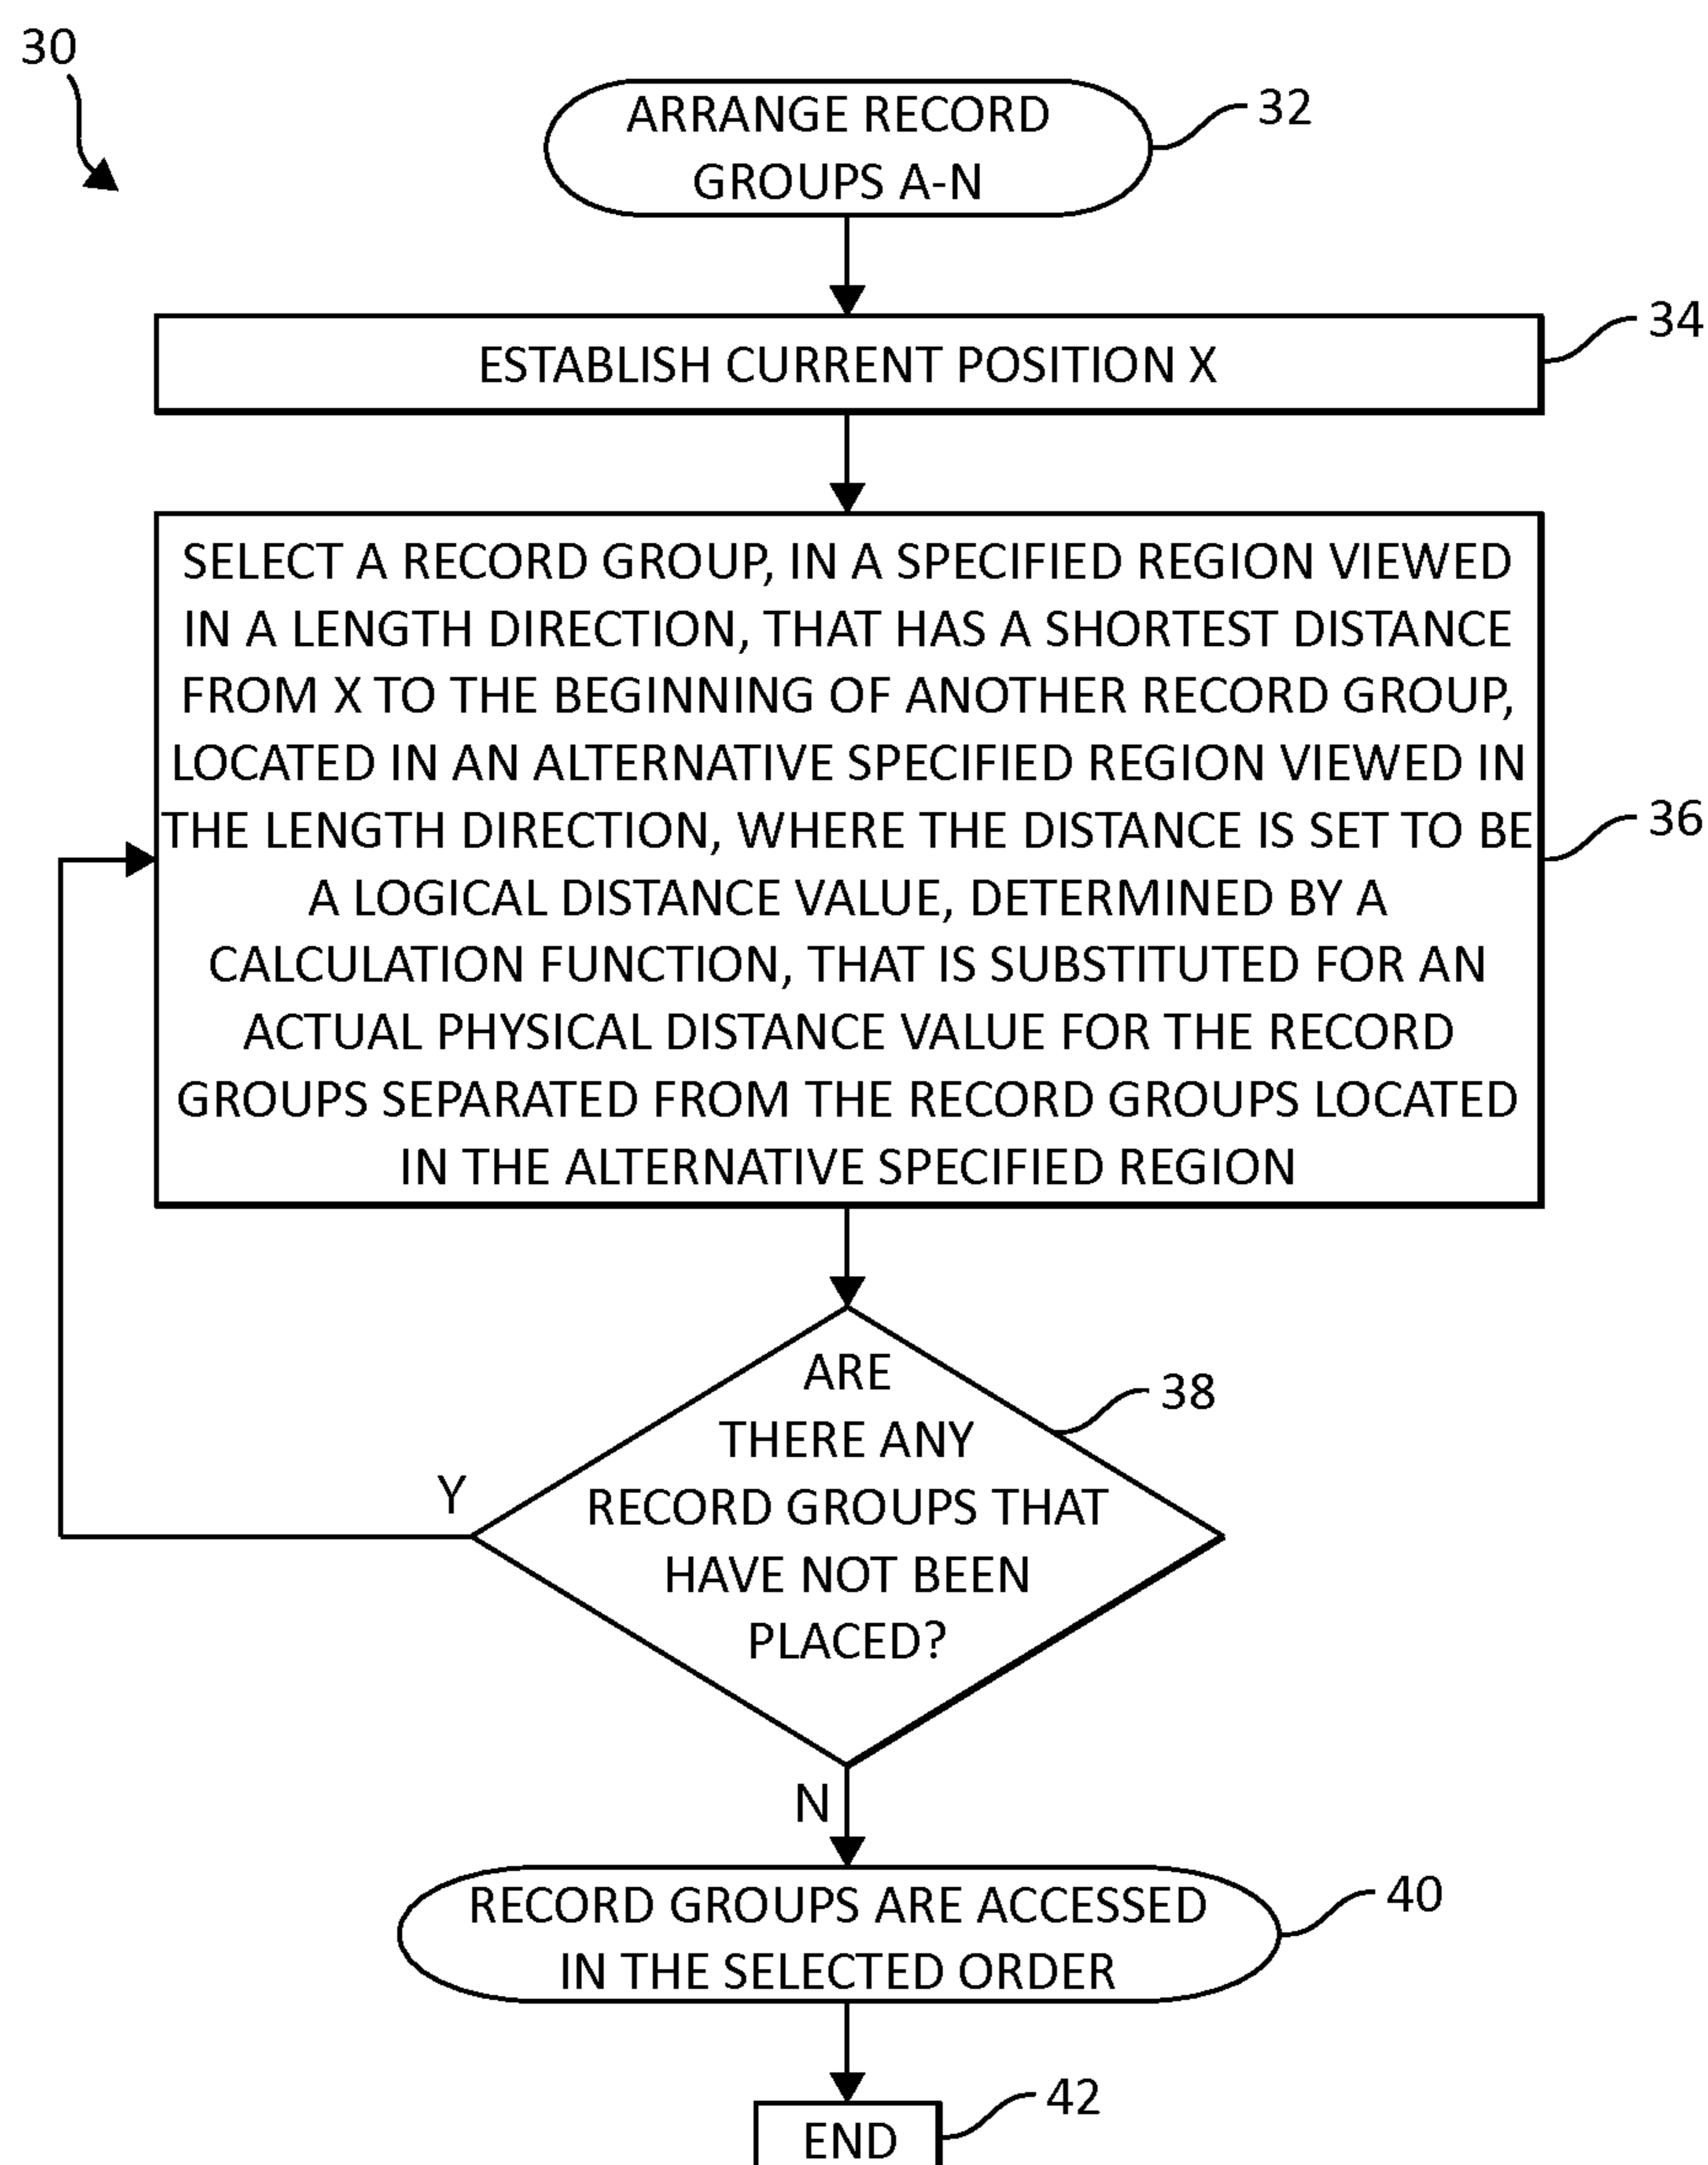 30
ARRANGE RECORD
GROUPS A-N
32
ESTABLISH CURRENT POSITION X
34
SELECT A RECORD GROUP, IN A SPECIFIED REGION VIEWED
IN A LENGTH DIRECTION, THAT HAS A SHORTEST DISTANCE
FROM X TO THE BEGINNING OF ANOTHER RECORD GROUP,
LOCATED IN AN ALTERNATIVE SPECIFIED REGION VIEWED IN
THE LENGTH DIRECTION, WHERE THE DISTANCE IS SET TO BE
A LOGICAL DISTANCE VALUE, DETERMINED BY A
CALCULATION FUNCTION, THAT IS SUBSTITUTED FOR AN
ACTUAL PHYSICAL DISTANCE VALUE FOR THE RECORD
GROUPS SEPARATED FROM THE RECORD GROUPS LOCATED
IN THE ALTERNATIVE SPECIFIED REGION
36
ARE
THERE ANY
RECORD GROUPS THAT
HAVE NOT BEEN
PLACED?
38
Y
N
RECORD GROUPS ARE ACCESSED
IN THE SELECTED ORDER
40
END
42